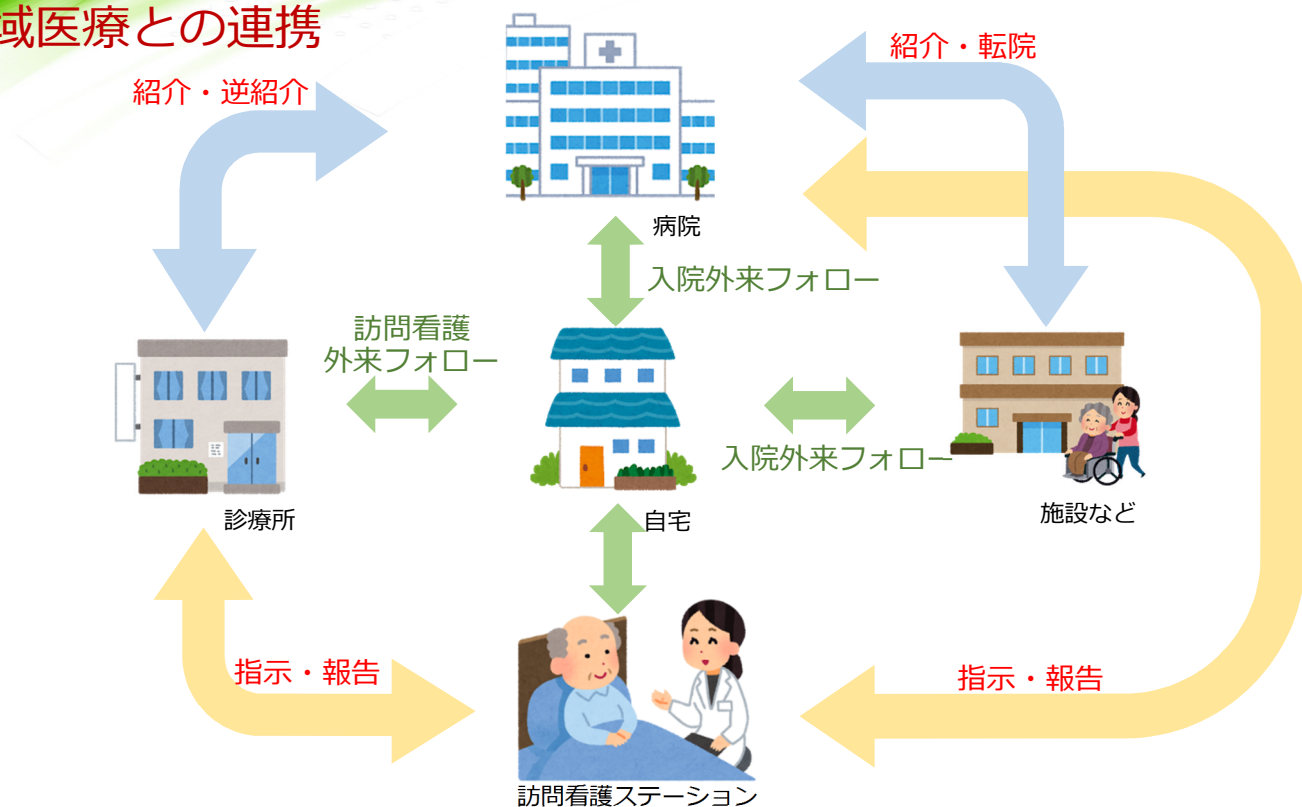 域医療との連携
紹介・逆紹介
紹介・転院
病院
入院外来フォロー
訪問看護
外来フォロー
入院外来フォロー
診療所
自宅
施設など
指示・報告
指示・報告
訪問看護ステーション